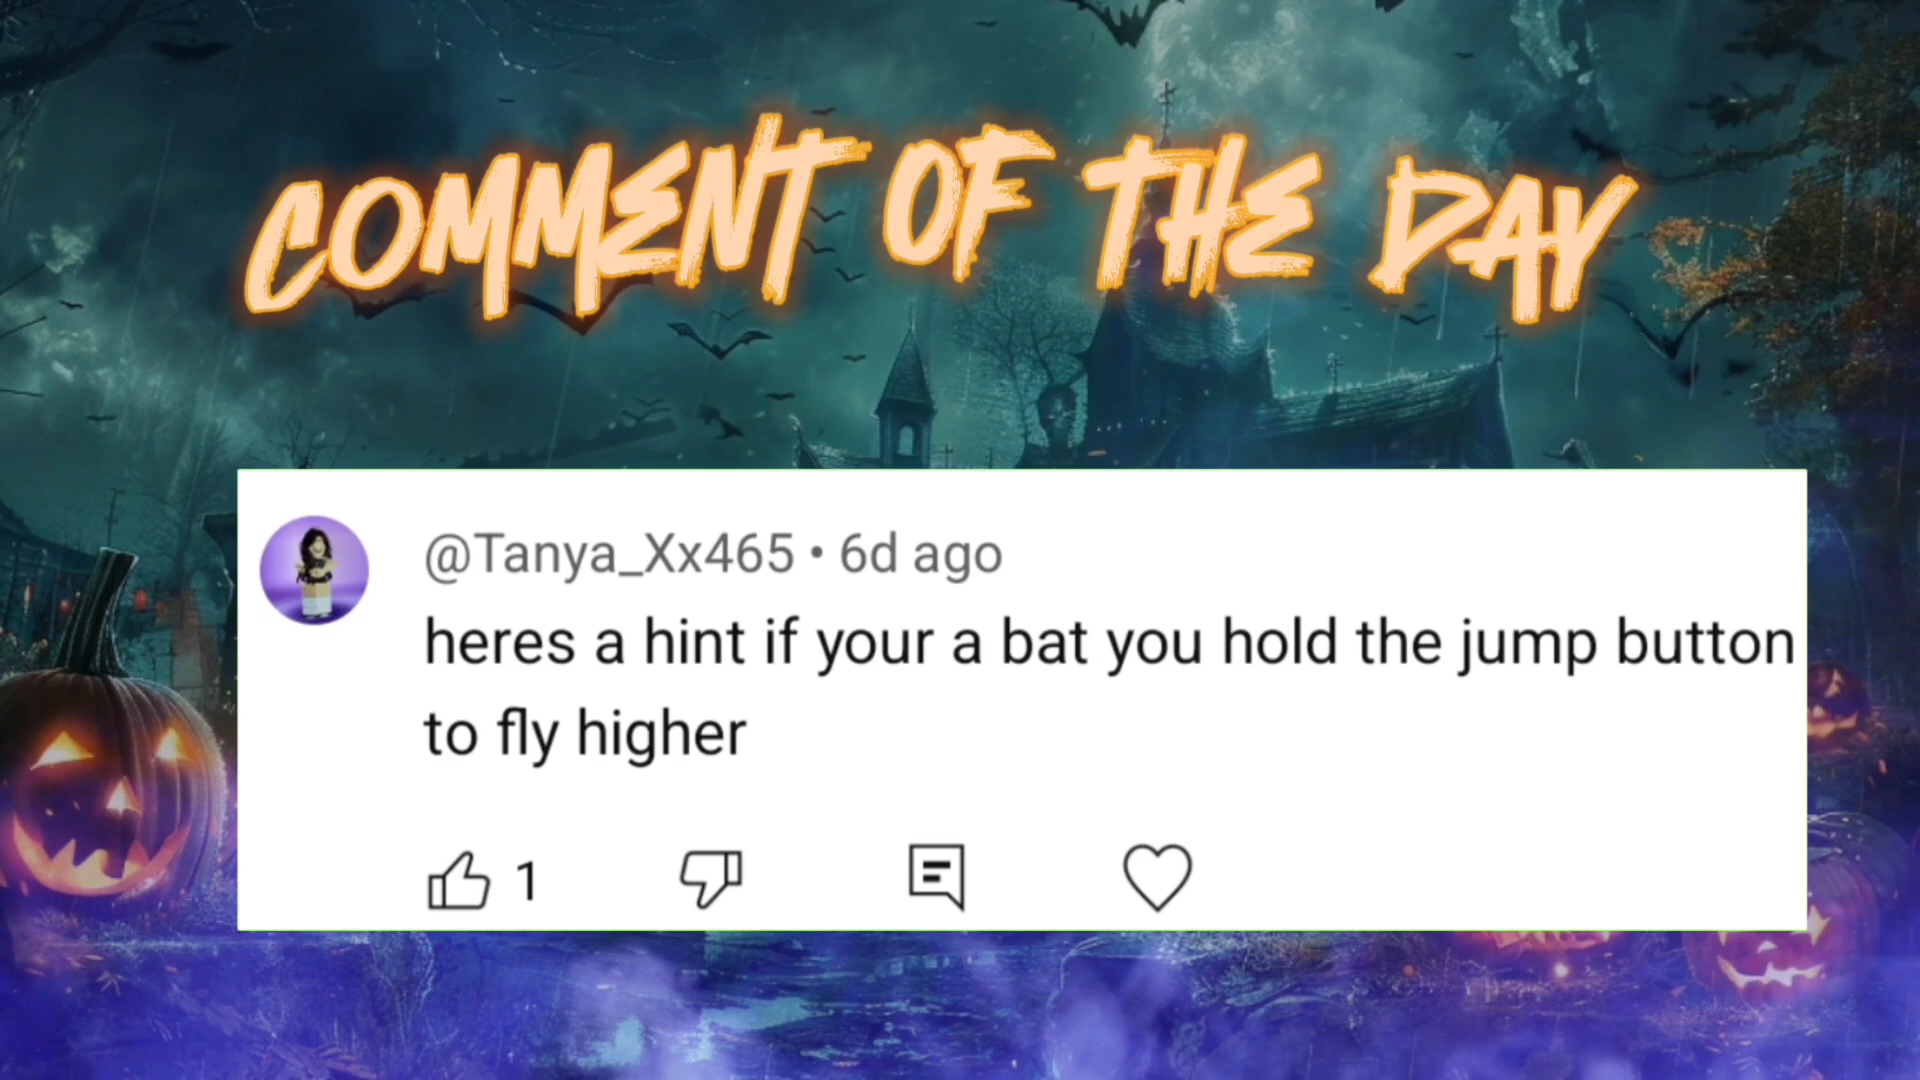 COMMENT OF THE DAY
@Tanya_Xx465 • 6d ago
heres a hint if your a bat you hold the jump button
to fly higher
1